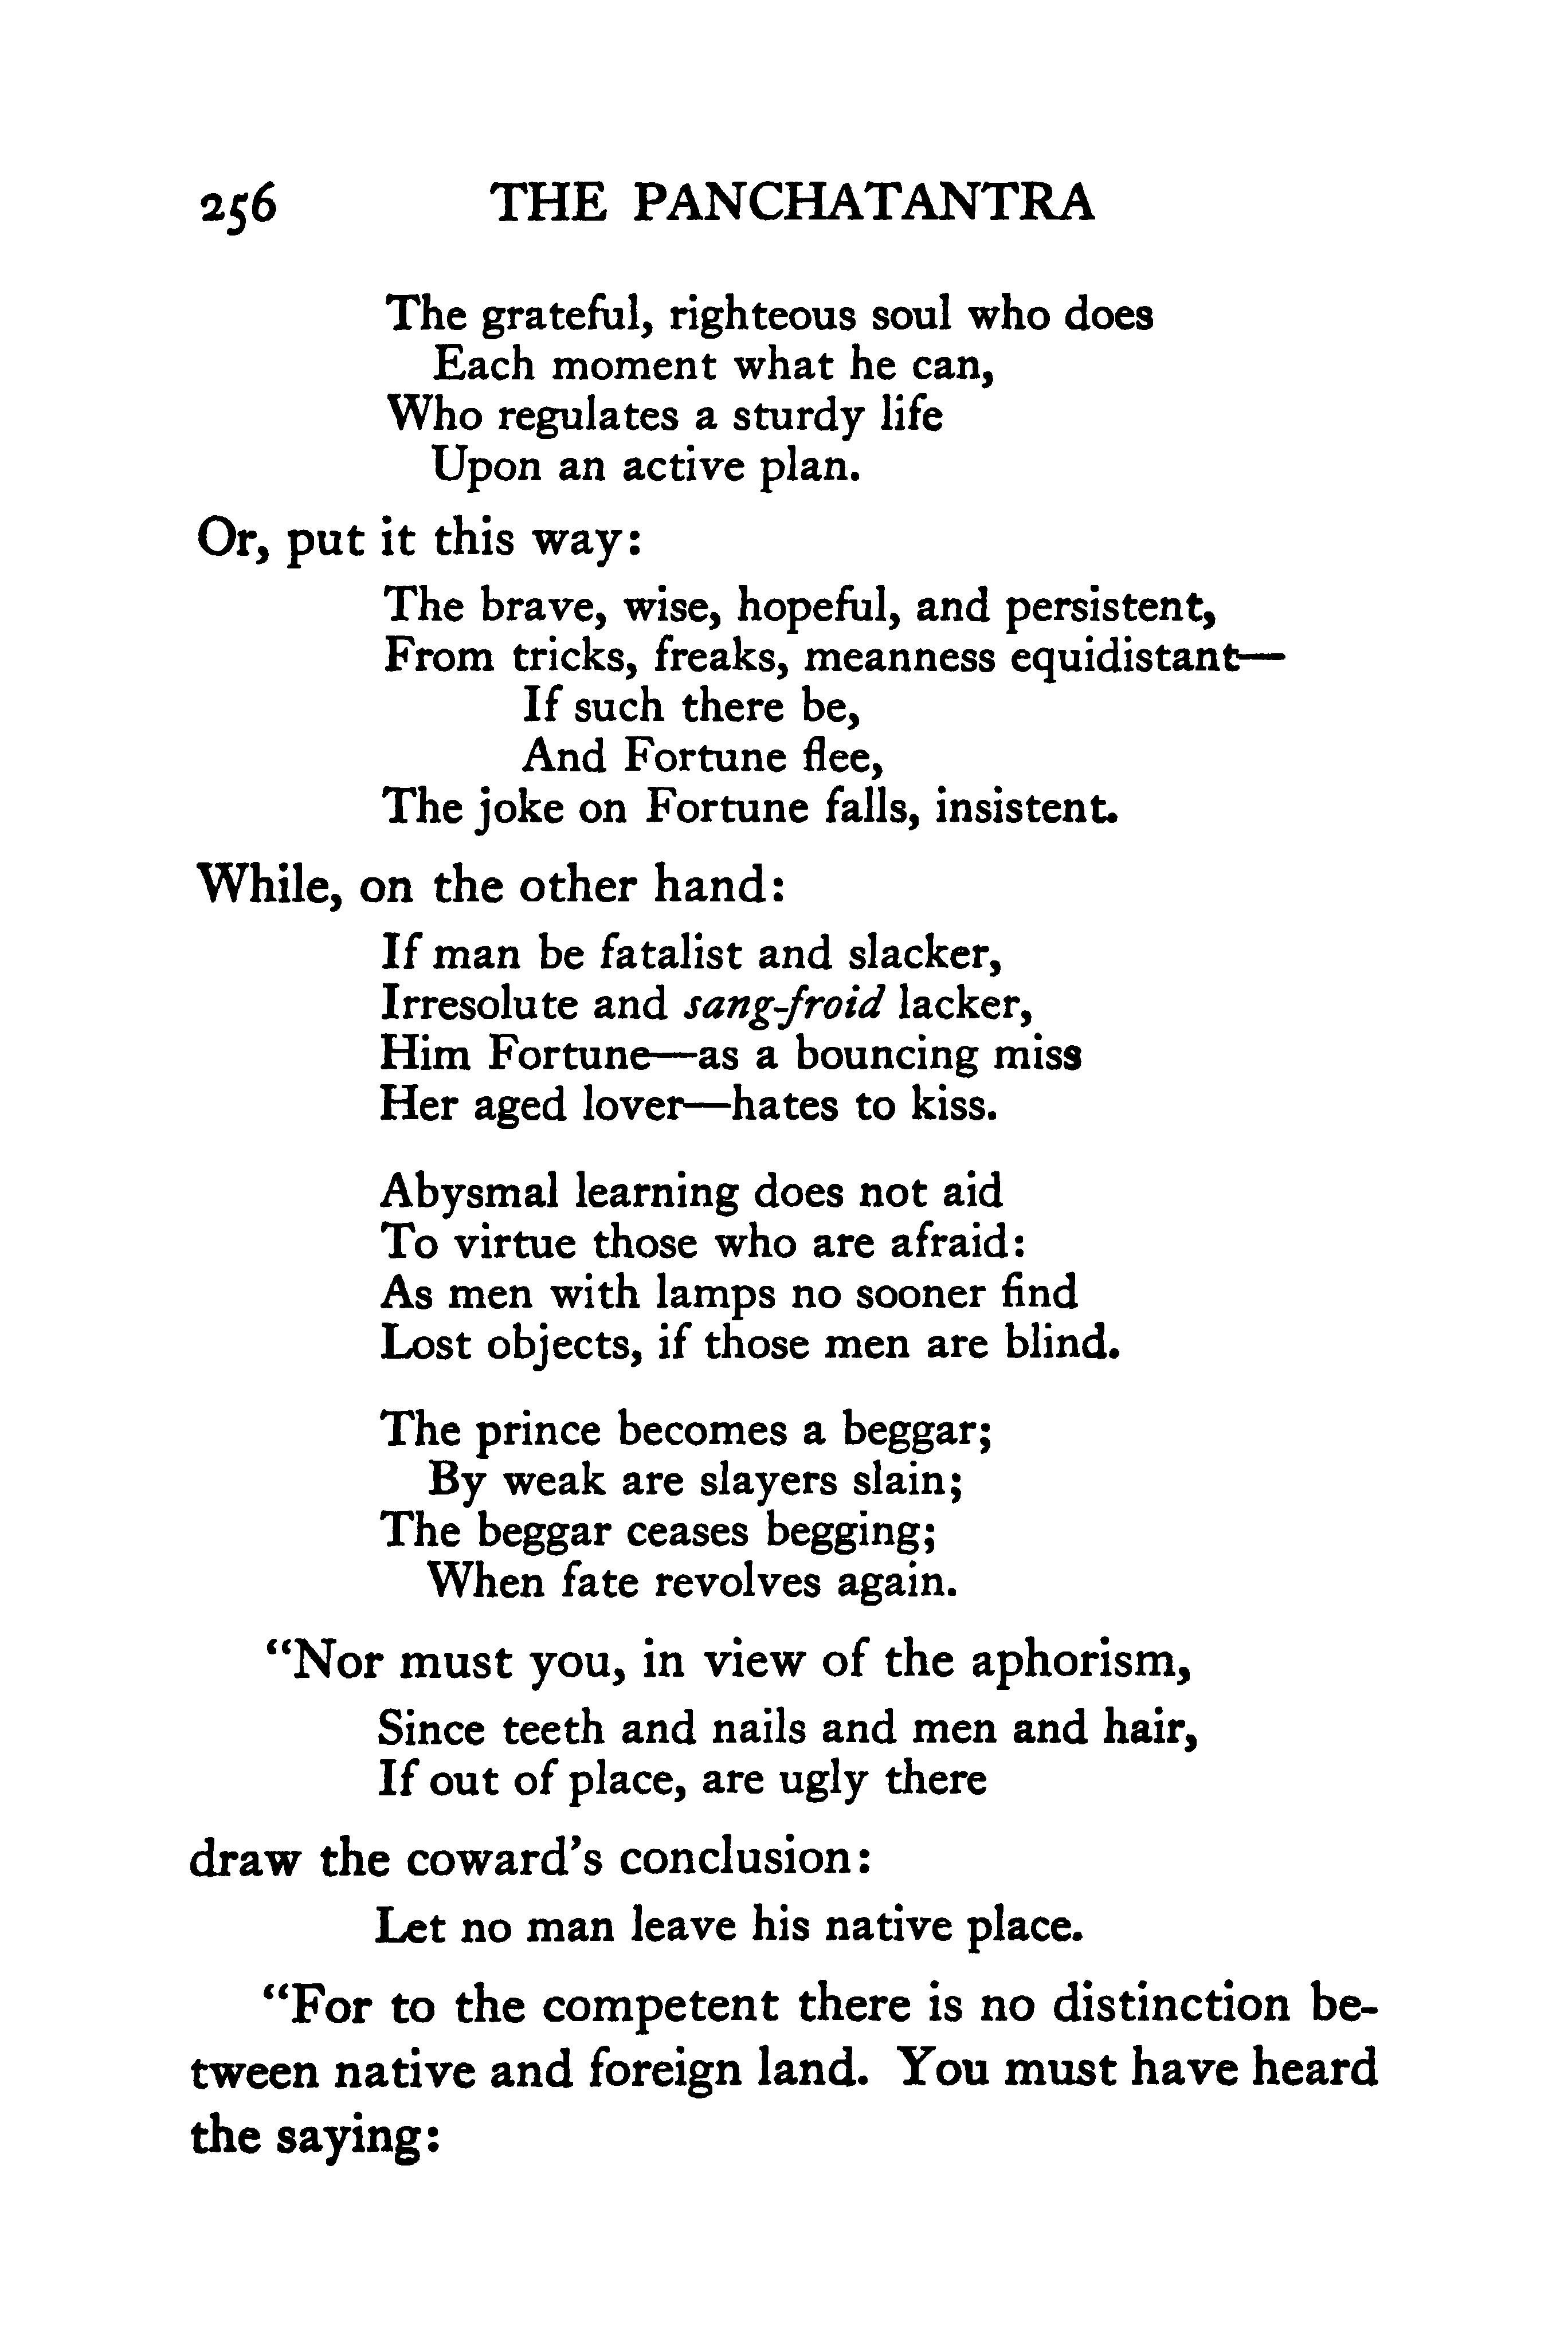 256 THE PANCHATANTRA
The grateful, righteous soul who does
Each moment what he can,
Who regulates a sturdy life
Upon an active plan.
Or, put it this way:
The brave, wise, hopeful, and persistent,
From tricks, freaks, meanness equidistant—
If such there be,
And Fortune flee,
The joke on Fortune falls, insistent.
While, on the other hand:
If man be fatalist and slacker,
Irresolute and sang-froid lacker,
Him Fortune—as a bouncing miss
Her aged lover—hates to kiss.
Abysmal learning does not aid
To virtue those who are afraid:
As men with lamps no sooner find
Lost objects, if those men are blind.
The prince becomes a beggar;
By weak are slayers slain;
The beggar ceases begging;
When fate revolves again.
“Nor must you, in view of the aphorism,
Since teeth and nails and men and hair,
If out of place, are ugly there
draw the coward’s conclusion:
Let no man leave his native place.
“For to the competent there is no distinction be-
tween native and foreign land. You must have heard
the saying: